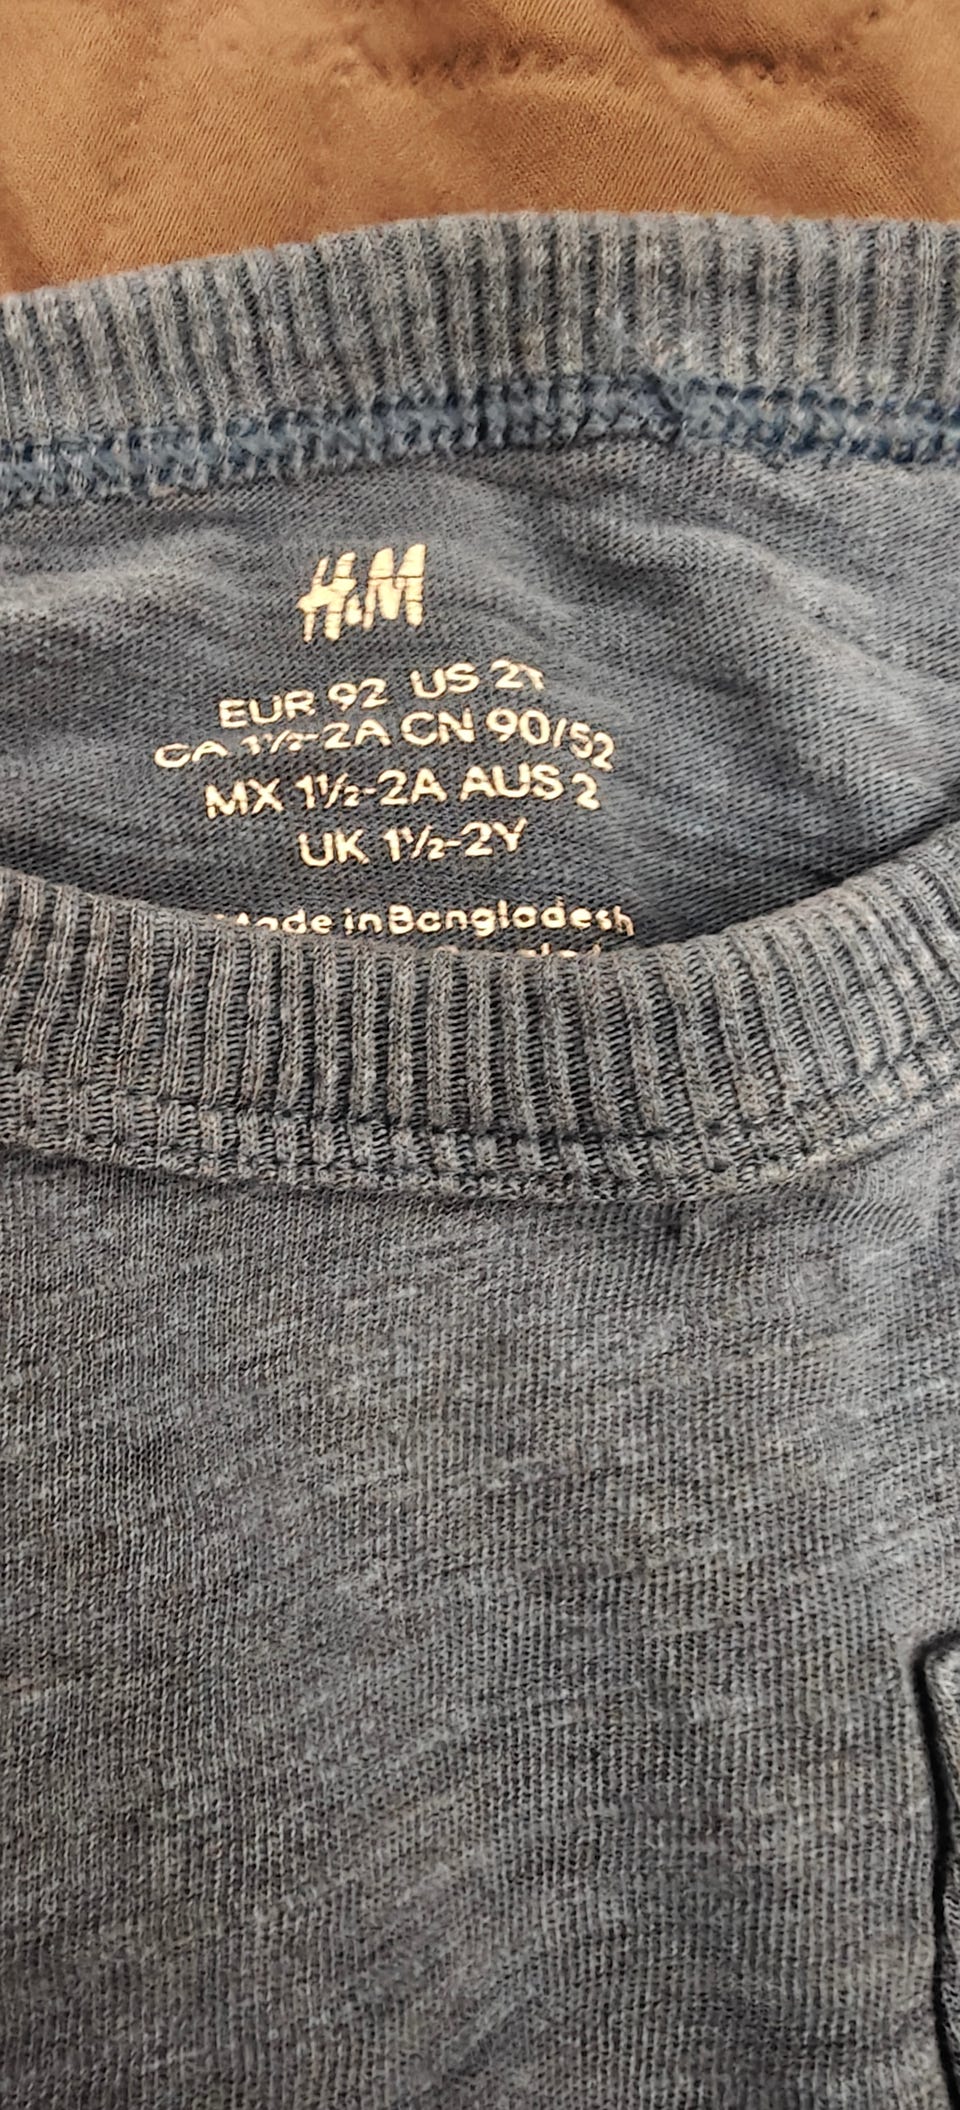 H&M
EUR 92 US 2Y
CA 1½-2A CN 90/52
MX 1½-2A AUS 2
UK 1½-2Y
Made in Bangladesh